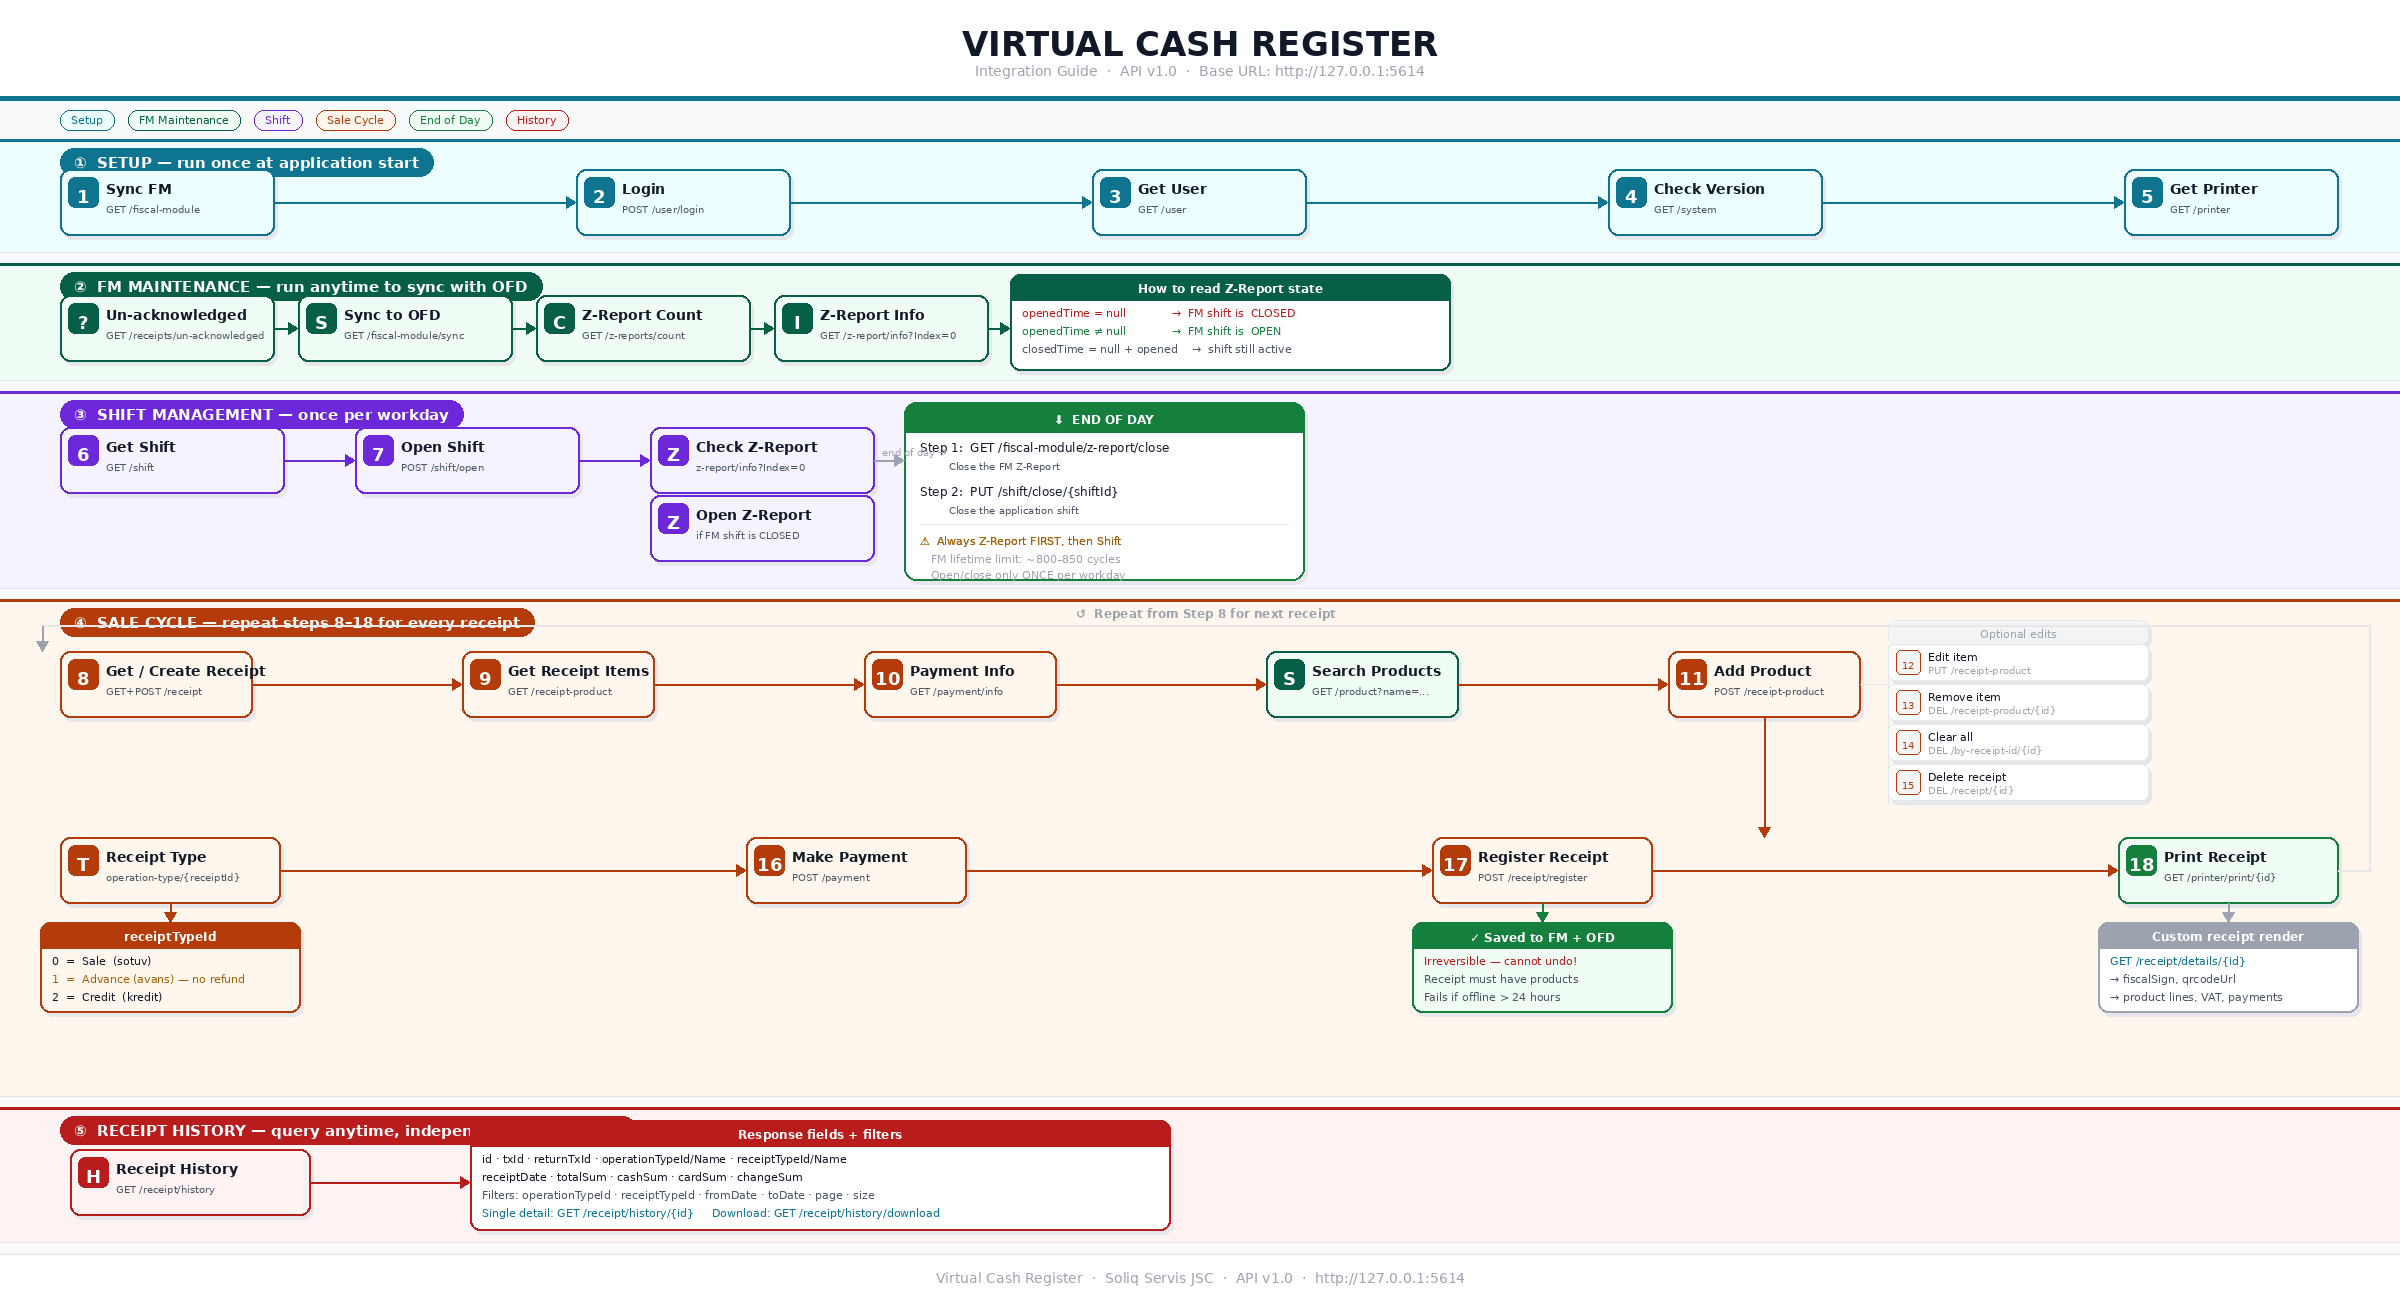 VIRTUAL CASH REGISTER
Integration Guide · API v1.0 · Base URL: http://127.0.0.1:5614
Setup
FM Maintenance
Shift
Sale Cycle
End of Day
History
① SETUP — run once at application start
1 Sync FM
GET /fiscal-module
2 Login
POST /user/login
3 Get User
GET /user
4 Check Version
GET /system
5 Get Printer
GET /printer
② FM MAINTENANCE — run anytime to sync with OFD
? Un-acknowledged
GET /receipts/un-acknowledged
S Sync to OFD
GET /fiscal-module/sync
C Z-Report Count
GET /z-reports/count
I Z-Report Info
GET /z-report/info?Index=0
How to read Z-Report state
openedTime = null → FM shift is CLOSED
openedTime ≠ null → FM shift is OPEN
closedTime = null + opened → shift still active
③ SHIFT MANAGEMENT — once per workday
6 Get Shift
GET /shift
7 Open Shift
POST /shift/open
Z Check Z-Report
z-report/info?Index=0
Z Open Z-Report
if FM shift is CLOSED
end of day
⬇ END OF DAY
Step 1: GET /fiscal-module/z-report/close
Close the FM Z-Report
Step 2: PUT /shift/close/{shiftId}
Close the application shift
⚠ Always Z-Report FIRST, then Shift
FM lifetime limit: ~800–850 cycles
Open/close only ONCE per workday
④ SALE CYCLE — repeat steps 8–18 for every receipt
↺ Repeat from Step 8 for next receipt
8 Get / Create Receipt
GET+POST /receipt
9 Get Receipt Items
GET /receipt-product
10 Payment Info
GET /payment/info
S Search Products
GET /product?name=...
11 Add Product
POST /receipt-product
Optional edits
12 Edit item
PUT /receipt-product
13 Remove item
DEL /receipt-product/{id}
14 Clear all
DEL /by-receipt-id/{id}
15 Delete receipt
DEL /receipt/{id}
T Receipt Type
operation-type/{receiptId}
16 Make Payment
POST /payment
17 Register Receipt
POST /receipt/register
18 Print Receipt
GET /printer/print/{id}
receiptTypeId
0 = Sale (sotuv)
1 = Advance (avans) — no refund
2 = Credit (kredit)
✓ Saved to FM + OFD
Irreversible — cannot undo!
Receipt must have products
Fails if offline > 24 hours
Custom receipt render
GET /receipt/details/{id}
→ fiscalSign, qrcodeUrl
→ product lines, VAT, payments
⑤ RECEIPT HISTORY — query anytime, indepen
H Receipt History
GET /receipt/history
Response fields + filters
id · txId · returnTxId · operationTypeId/Name · receiptTypeId/Name
receiptDate · totalSum · cashSum · cardSum · changeSum
Filters: operationTypeId · receiptTypeId · fromDate · toDate · page · size
Single detail: GET /receipt/history/{id} Download: GET /receipt/history/download
Virtual Cash Register · Soliq Servis JSC · API v1.0 · http://127.0.0.1:5614